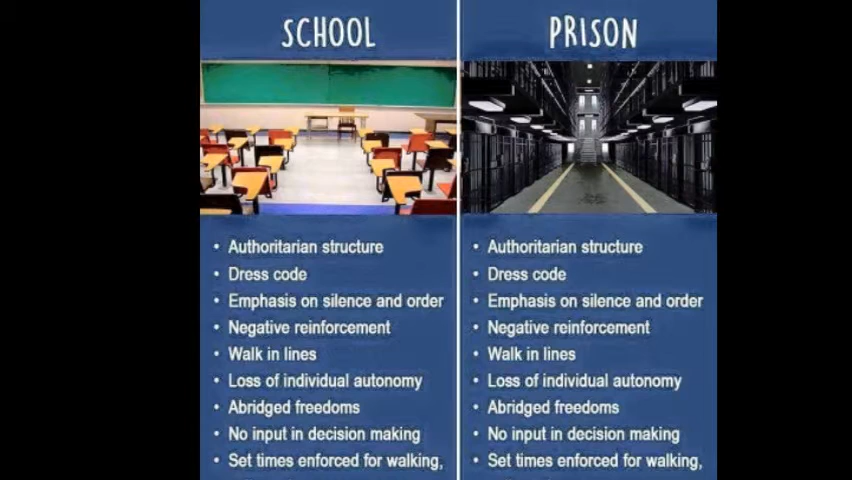 SCHOOL
• Authoritarian structure
• Dress code
• Emphasis on silence and order
• Negative reinforcement
• Walk in lines
• Loss of individual autonomy
• Abridged freedoms
• No input in decision making
• Set times enforced for walking,
PRISON
• Authoritarian structure
• Dress code
• Emphasis on silence and order
• Negative reinforcement
• Walk in lines
• Loss of individual autonomy
• Abridged freedoms
• No input in decision making
• Set times enforced for walking,